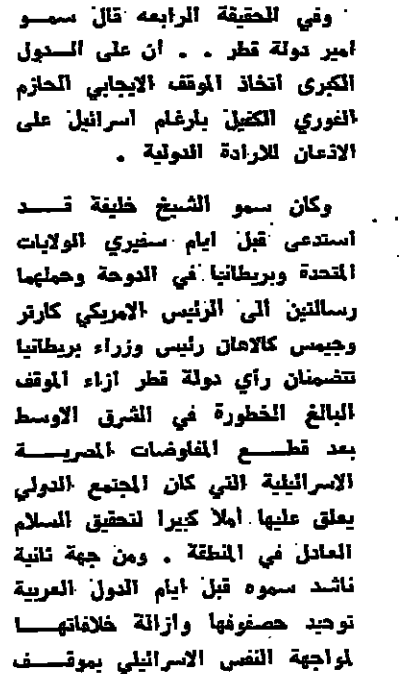 وفي الحقيقة الرابعه قال سمو
امير دولة قطر . . ان على الدول
الكبرى اتخاذ الموقف الايجابي الحازم
الفوري الكفيل بارغام اسرائيل على
الاذعان للارادة الدولية .
وكان سمو الشيخ خليفة قد
استدعى قبل ايام سفيري الولايات
المتحدة وبريطانيا في الدوحة وحملهما
رسالتين الى الرئيس الامريكي كارتر
وجيمس كالاهان رئيس وزراء بريطانيا
تتضمنان رأي دولة قطر ازاء الموقف
البالغ الخطورة في الشرق الاوسط
بعد قطع المفاوضات المصرية
الاسرائيلية التي كان المجتمع الدولي
يعلق عليها املا كبيرا لتحقيق السلام
العادل في المنطقة . ومن جهة ثانية
ناشد سموه قبل ايام الدول العربية
توحيد حصفوفها وازالة خلافاتها
لمواجهة النفس الاسرائيلي بموقف